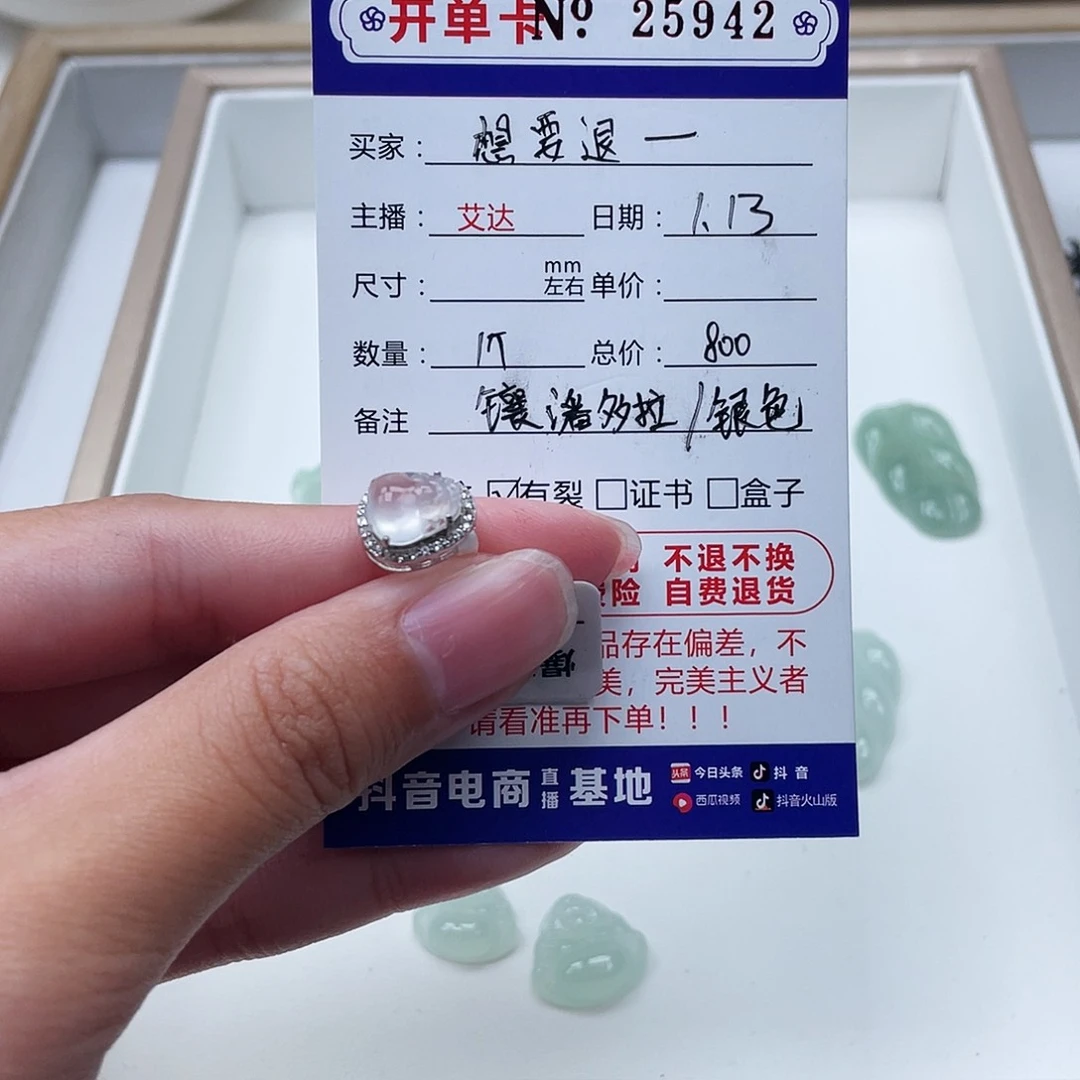 开单卡 Nº 25942
买家： 想要退一
主播： 艾达 日期： 1.13
尺寸： mm 左右 单价：
数量： 1件 总价： 800
备注 镶潘多拉/银色
☑有裂 □证书 □盒子
不退不换
险 自费退货
品存在偏差，不
美，完美主义者
请看准再下单！！！
抖音电商直播基地 今日头条 抖音
西瓜视频 抖音火山版